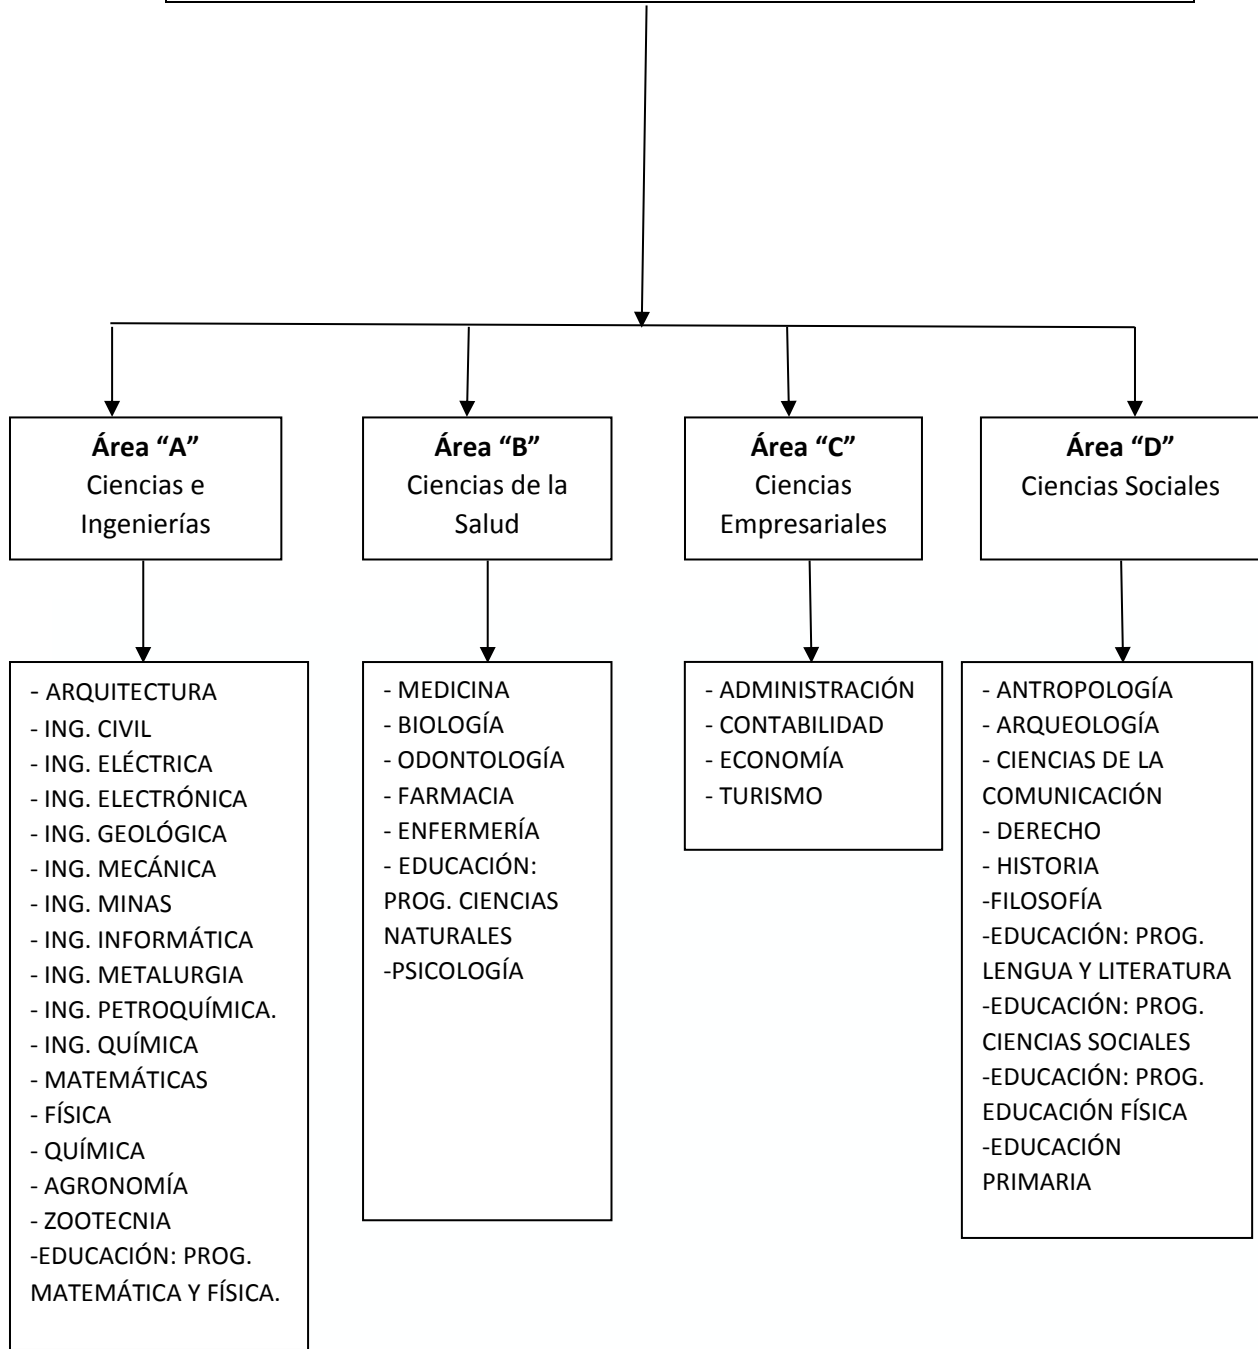 Área “A”
Ciencias e
Ingenierías
Área “B”
Ciencias de la
Salud
Área “C”
Ciencias
Empresariales
Área “D”
Ciencias Sociales
- ARQUITECTURA
- ING. CIVIL
- ING. ELÉCTRICA
- ING. ELECTRÓNICA
- ING. GEOLÓGICA
- ING. MECÁNICA
- ING. MINAS
- ING. INFORMÁTICA
- ING. METALURGIA
- ING. PETROQUÍMICA.
- ING. QUÍMICA
- MATEMÁTICAS
- FÍSICA
- QUÍMICA
- AGRONOMÍA
- ZOOTECNIA
-EDUCACIÓN: PROG.
MATEMÁTICA Y FÍSICA.
- MEDICINA
- BIOLOGÍA
- ODONTOLOGÍA
- FARMACIA
- ENFERMERÍA
- EDUCACIÓN:
PROG. CIENCIAS
NATURALES
-PSICOLOGÍA
- ADMINISTRACIÓN
- CONTABILIDAD
- ECONOMÍA
- TURISMO
- ANTROPOLOGÍA
- ARQUEOLOGÍA
- CIENCIAS DE LA
COMUNICACIÓN
- DERECHO
- HISTORIA
-FILOSOFÍA
-EDUCACIÓN: PROG.
LENGUA Y LITERATURA
-EDUCACIÓN: PROG.
CIENCIAS SOCIALES
-EDUCACIÓN: PROG.
EDUCACIÓN FÍSICA
-EDUCACIÓN
PRIMARIA